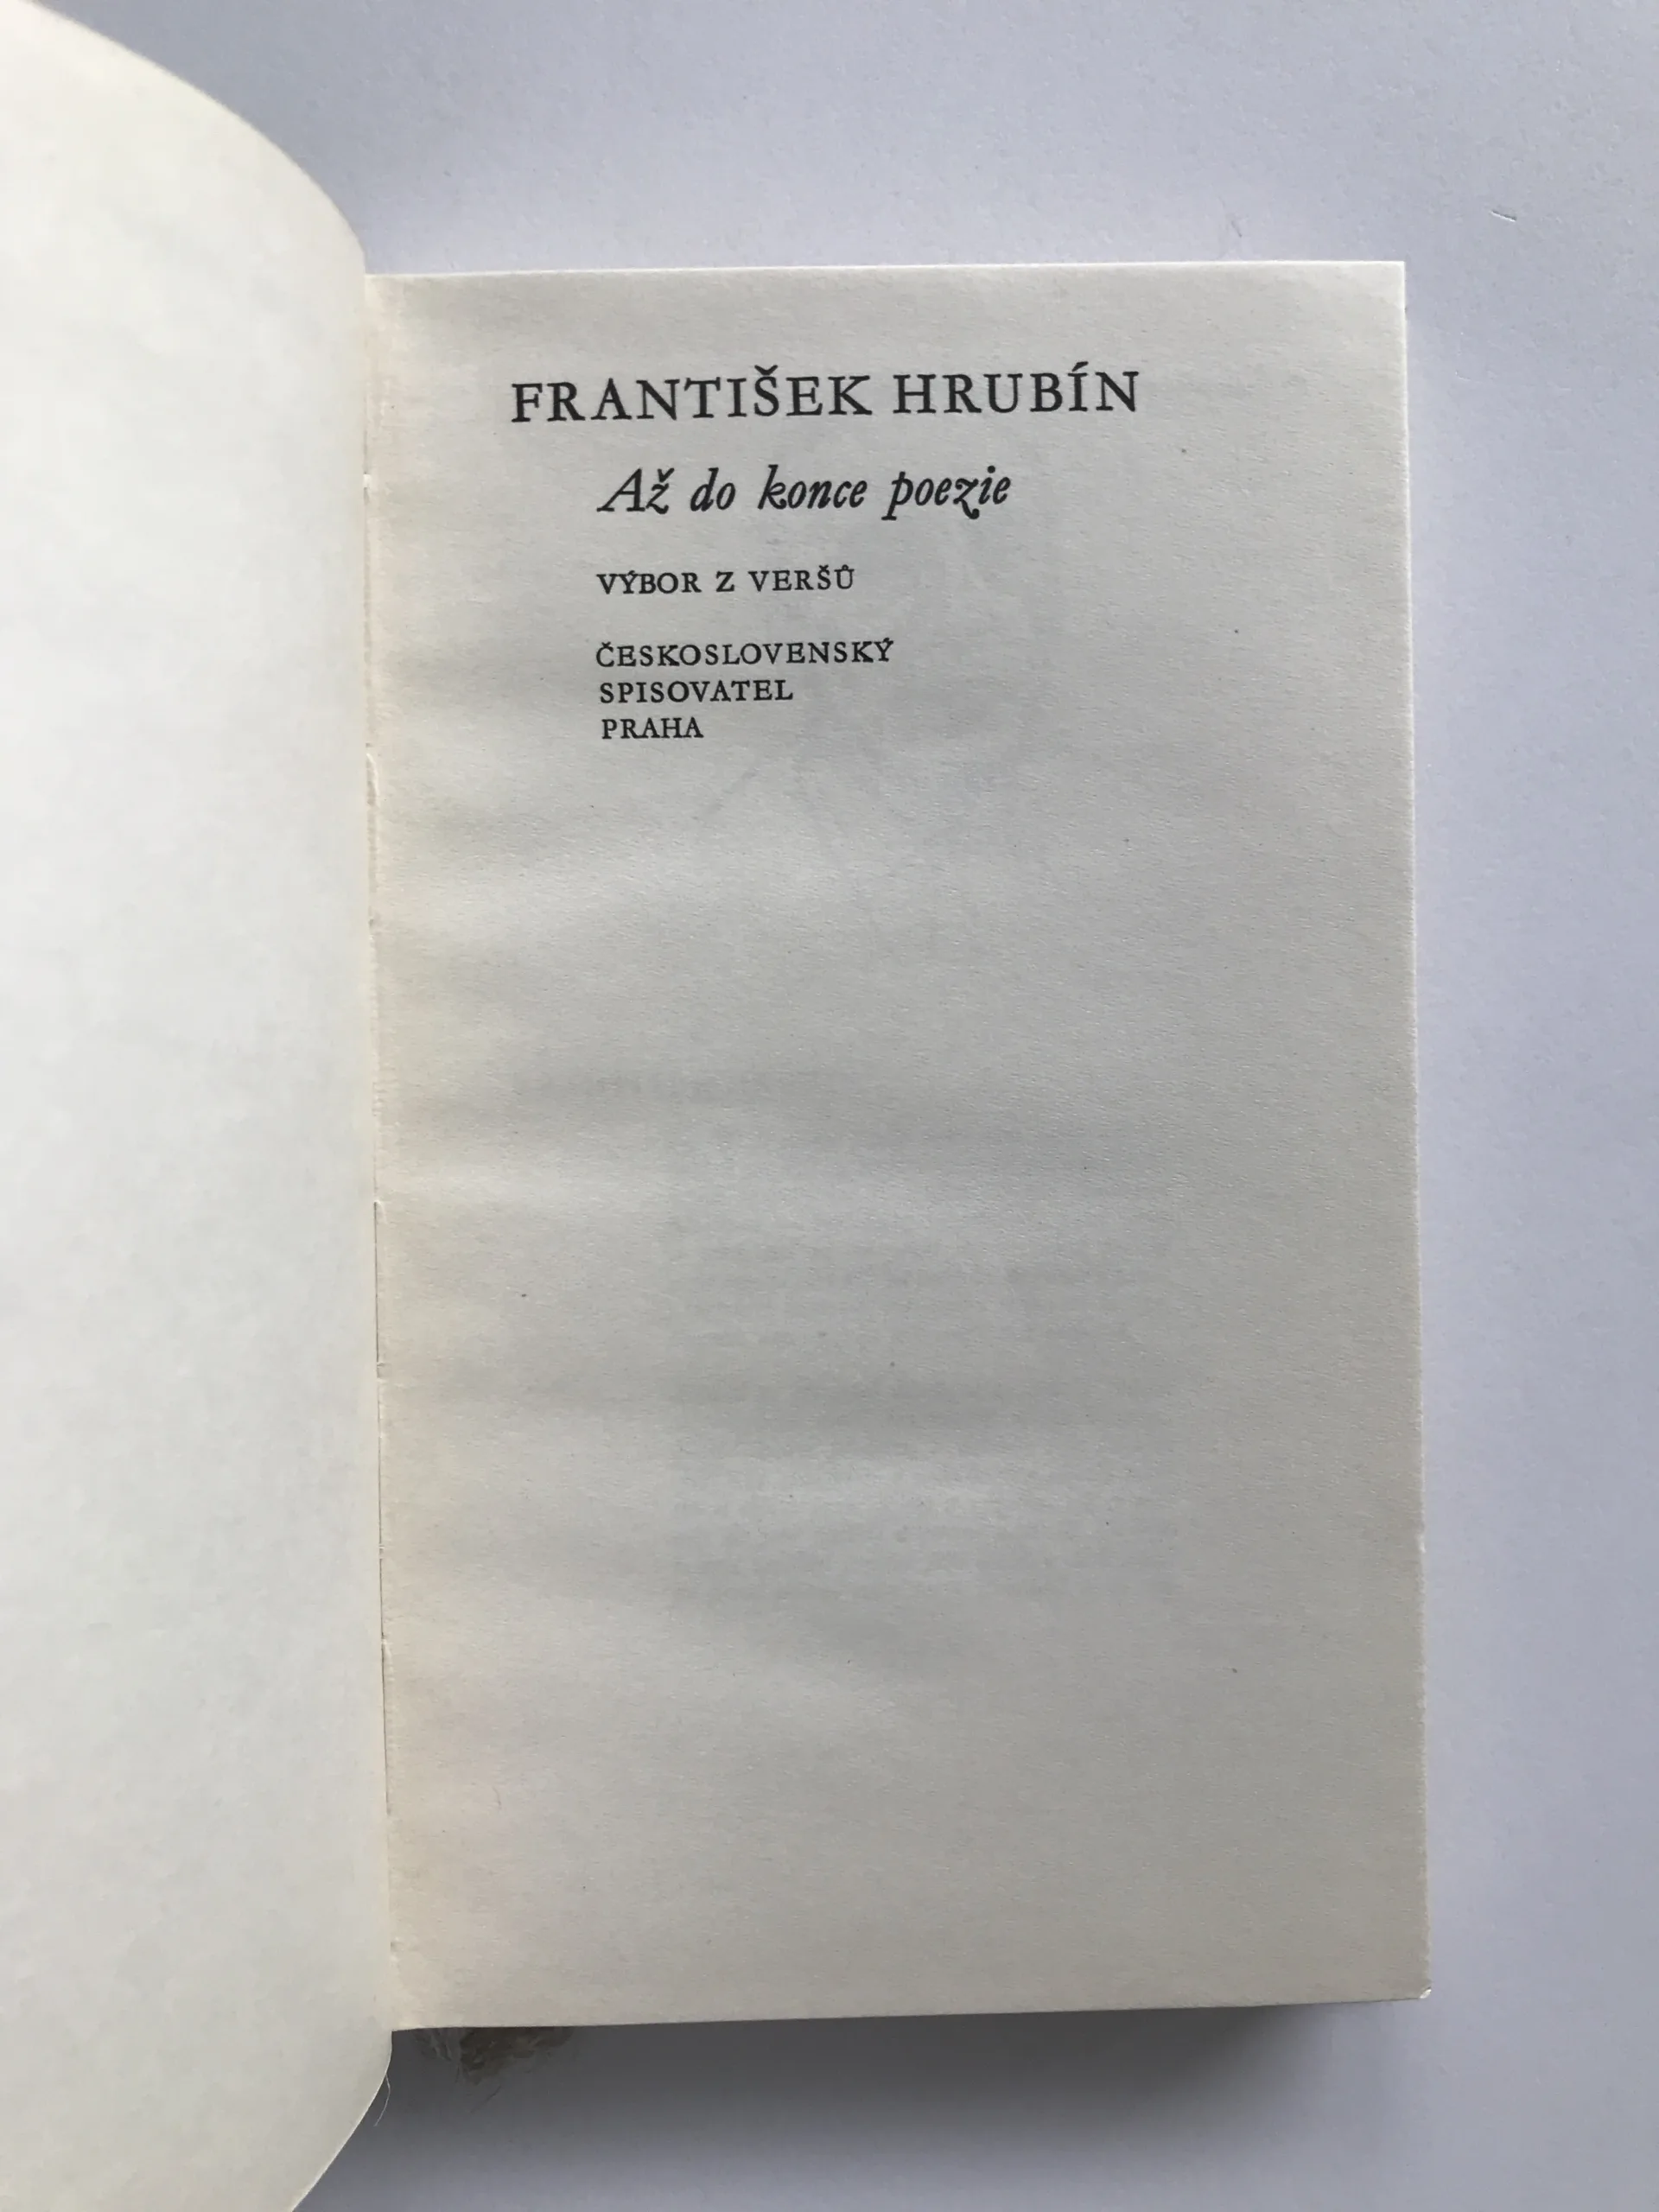 FRANTIŠEK HRUBÍN
Až do konce poezie
VÝBOR Z VERŠŮ
ČESKOSLOVENSKÝ
SPISOVATEL
PRAHA